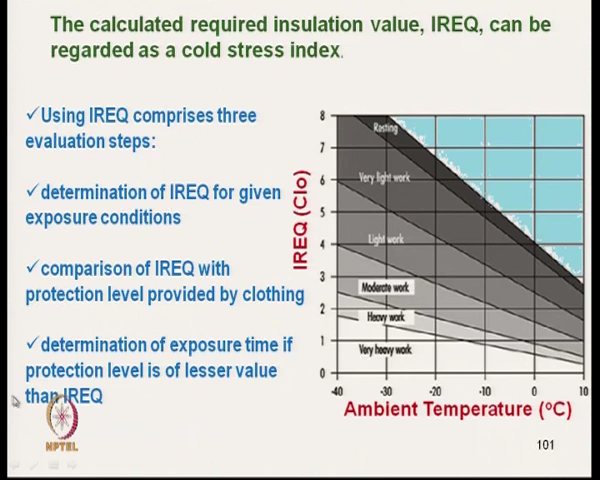 The calculated required insulation value, IREQ, can be
regarded as a cold stress index.
✓Using IREQ comprises three
evaluation steps:
✓determination of IREQ for given
exposure conditions
✓comparison of IREQ with
protection level provided by clothing
✓determination of exposure time if
protection level is of lesser value
than IREQ
NPTEL
IREQ (Clo)
8
7
6
5
4
3
2
1
0
Resting
Very light work
Light work
Moderate work
Heavy work
Very heavy work
-40 -30 -20 -10 0 10
Ambient Temperature (ºC)
101